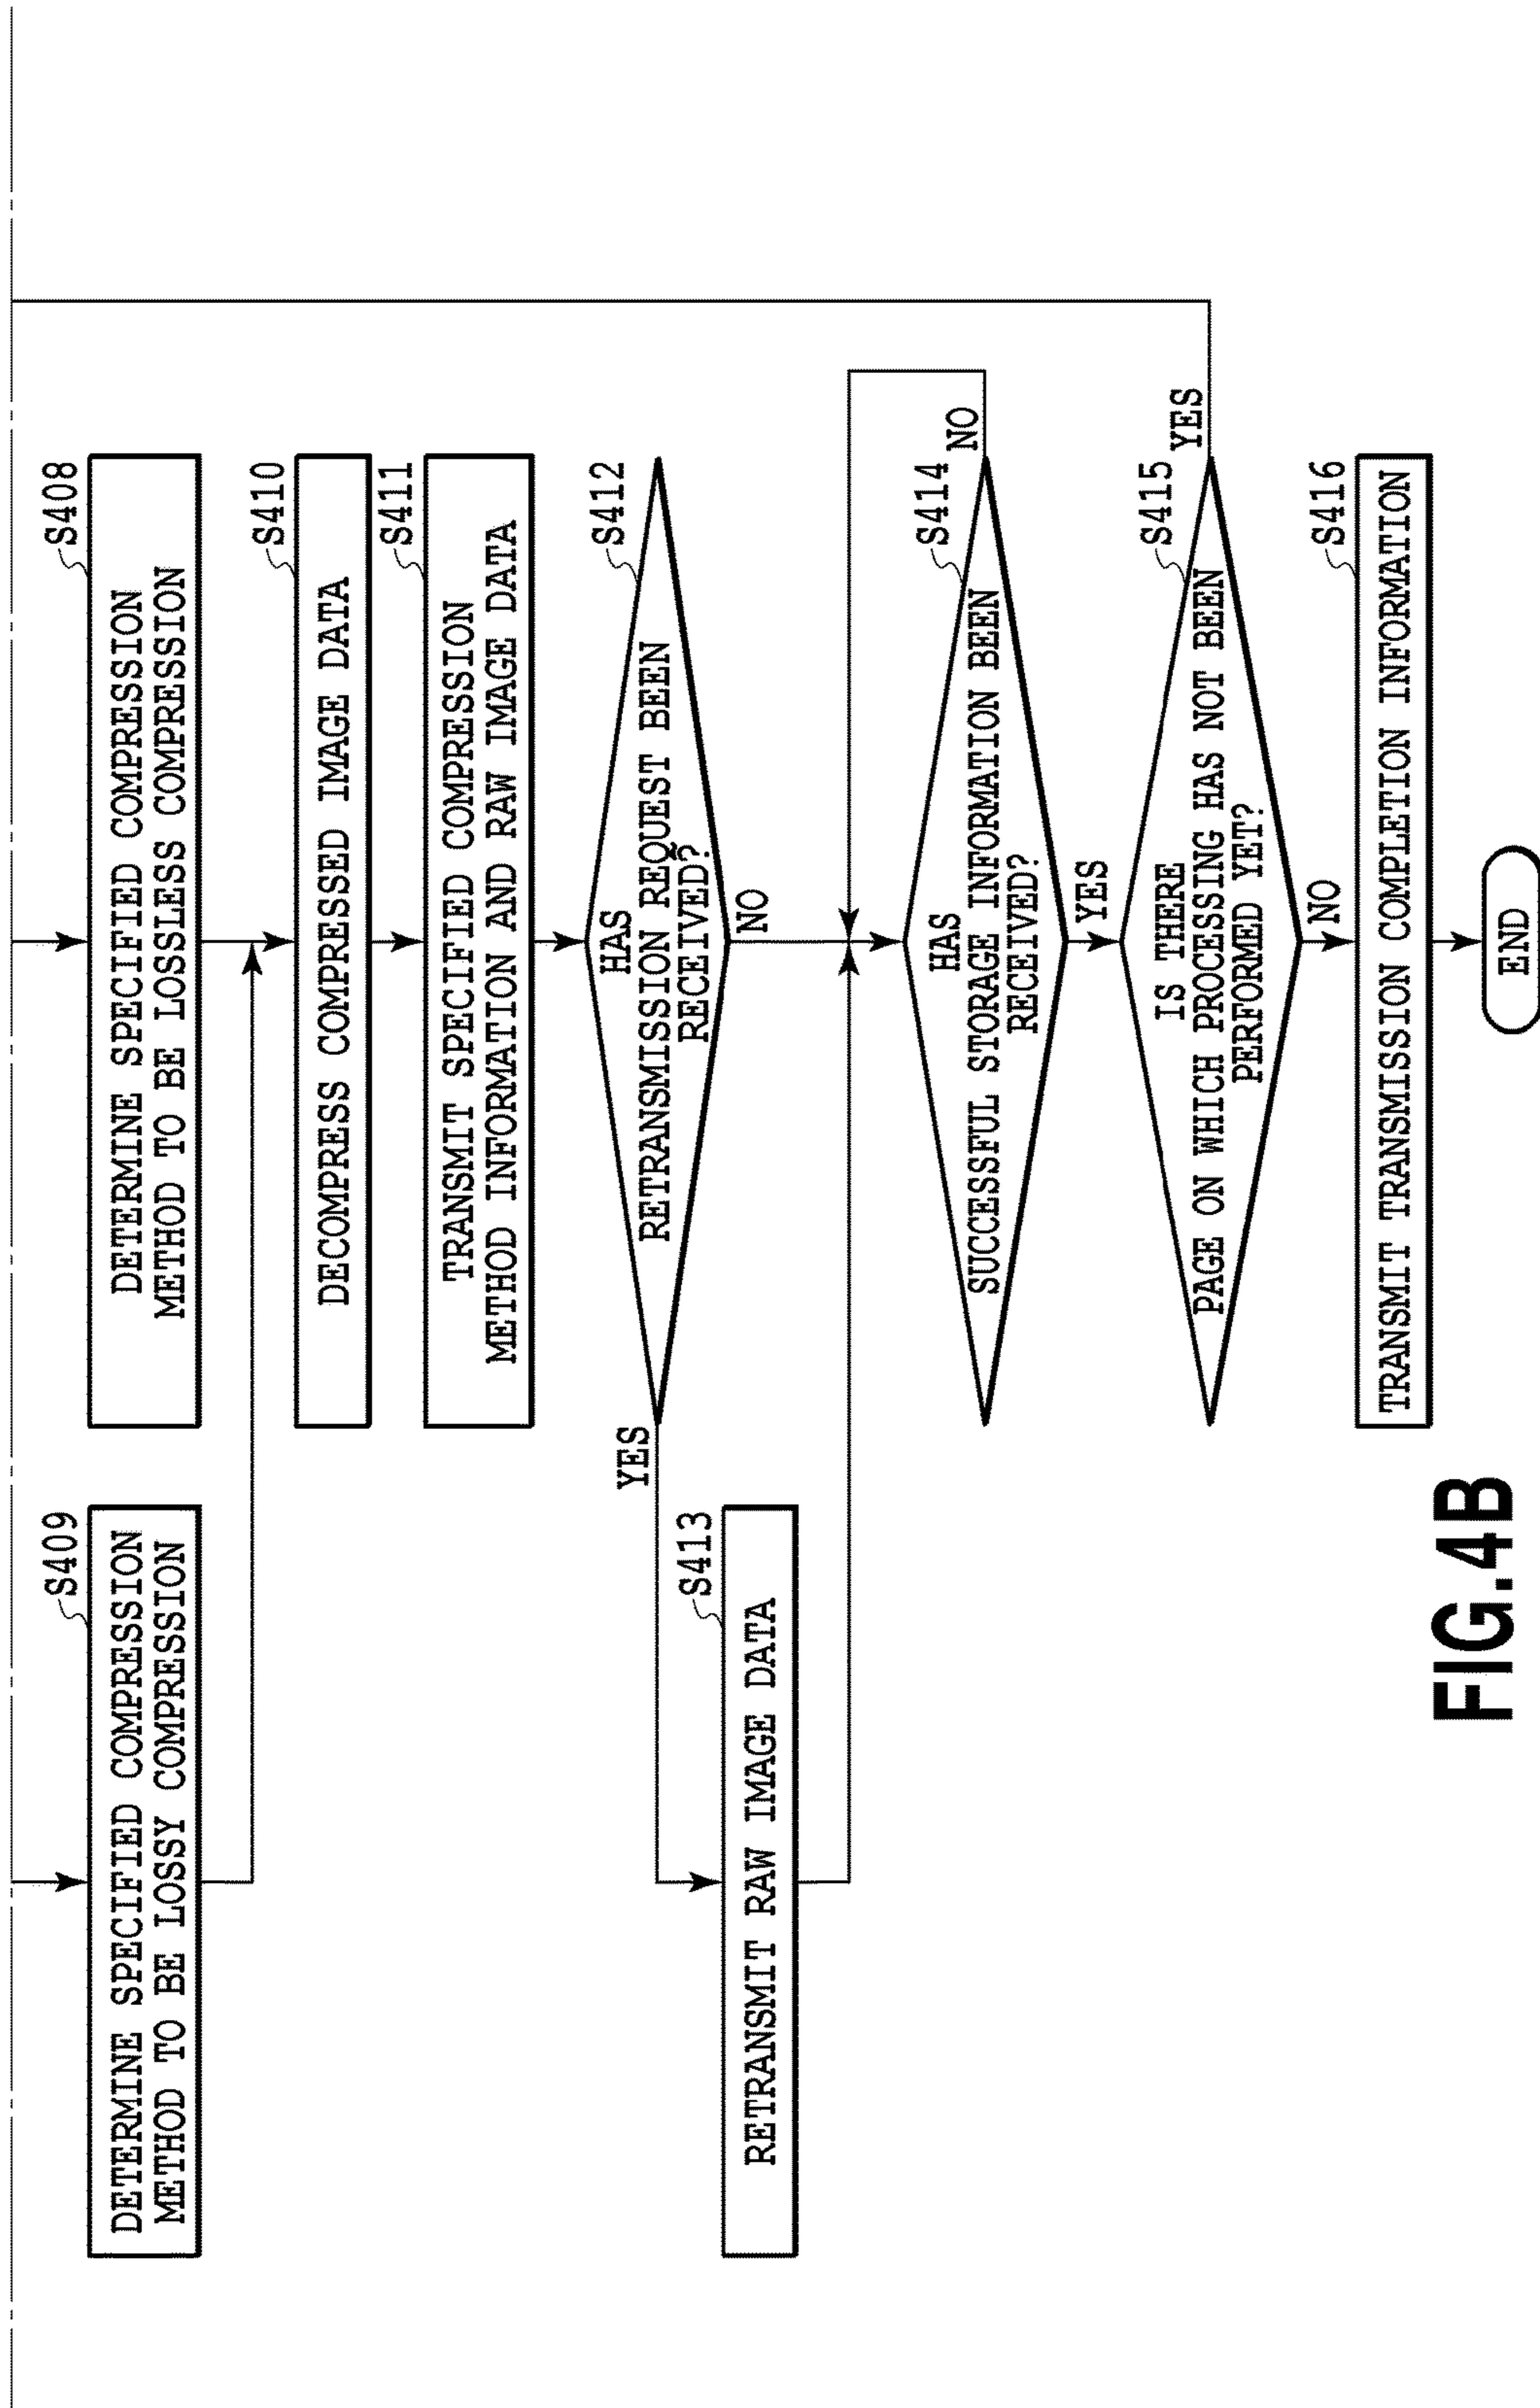 S409
DETERMINE SPECIFIED COMPRESSION
METHOD TO BE LOSSY COMPRESSION
S408
DETERMINE SPECIFIED COMPRESSION
METHOD TO BE LOSSLESS COMPRESSION
S410
DECOMPRESS COMPRESSED IMAGE DATA
S411
TRANSMIT SPECIFIED COMPRESSION
METHOD INFORMATION AND RAW IMAGE DATA
S412
HAS
RETRANSMISSION REQUEST BEEN
RECEIVED?
YES
NO
S413
RETRANSMIT RAW IMAGE DATA
S414
HAS
SUCCESSFUL STORAGE INFORMATION BEEN
RECEIVED?
NO
YES
S415
IS THERE
PAGE ON WHICH PROCESSING HAS NOT BEEN
PERFORMED YET?
YES
NO
S416
TRANSMIT TRANSMISSION COMPLETION INFORMATION
END
FIG.4B